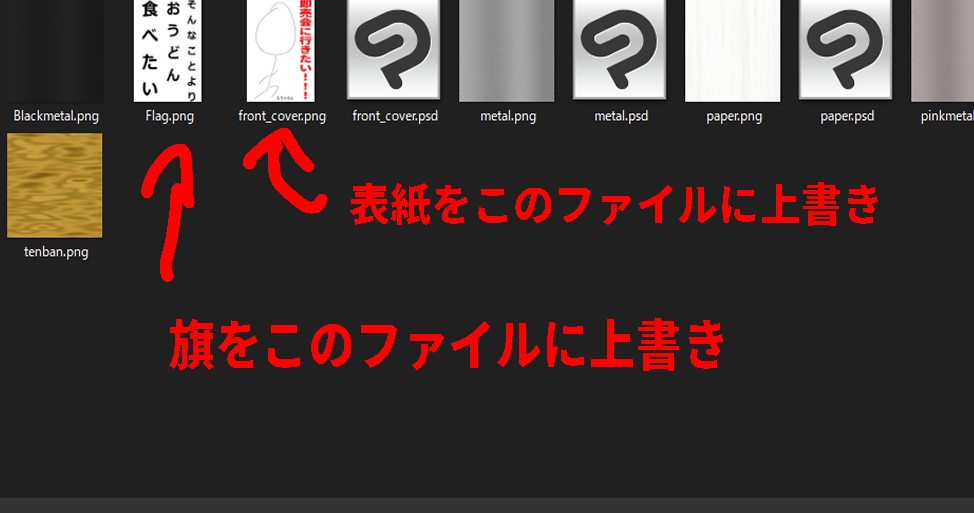 食べたい
おうどん
そんなことより
即売会に行きたい!!!
Blackmetal.png
Flag.png
front_cover.png
front_cover.psd
metal.png
metal.psd
paper.png
paper.psd
pinkmetal
表紙をこのファイルに上書き
tenban.png
旗をこのファイルに上書き